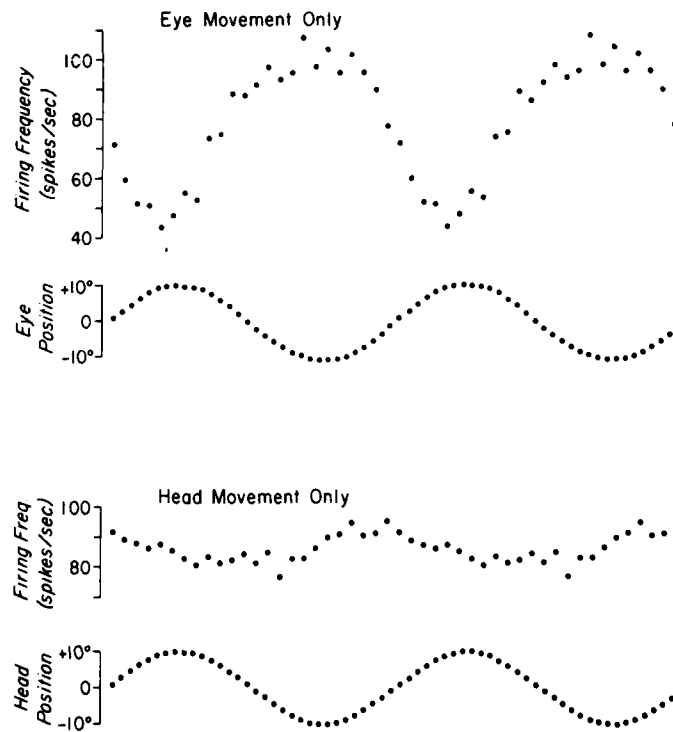 Eye Movement Only
Firing Frequency
(spikes/sec)
100
80
60
40
Eye
Position
+10°
0
-10°
Head Movement Only
Firing Freq
(spikes/sec)
100
80
Head
Position
+10°
0
-10°